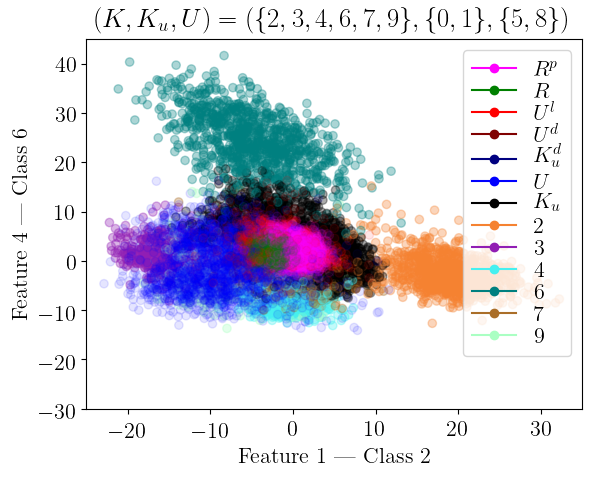 (K, K_u, U) = ({2, 3, 4, 6, 7, 9}, {0, 1}, {5, 8})
40
30
20
10
0
−10
−20
−30
Feature 4 — Class 6
R^p
R
U^l
U^d
K_u^d
U
K_u
2
3
4
6
7
9
−20 −10 0 10 20 30
Feature 1 — Class 2